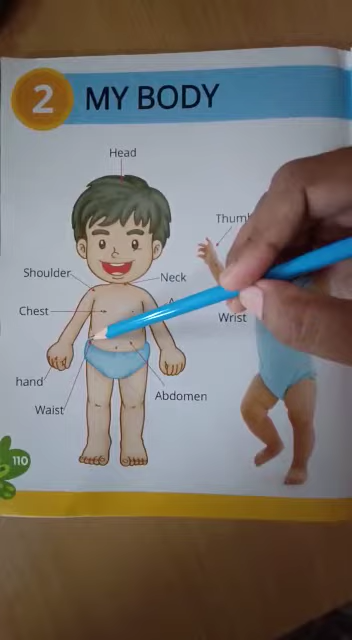 2 MY BODY
Head
Shoulder
Neck
Chest
hand
Waist
Abdomen
Wrist
110